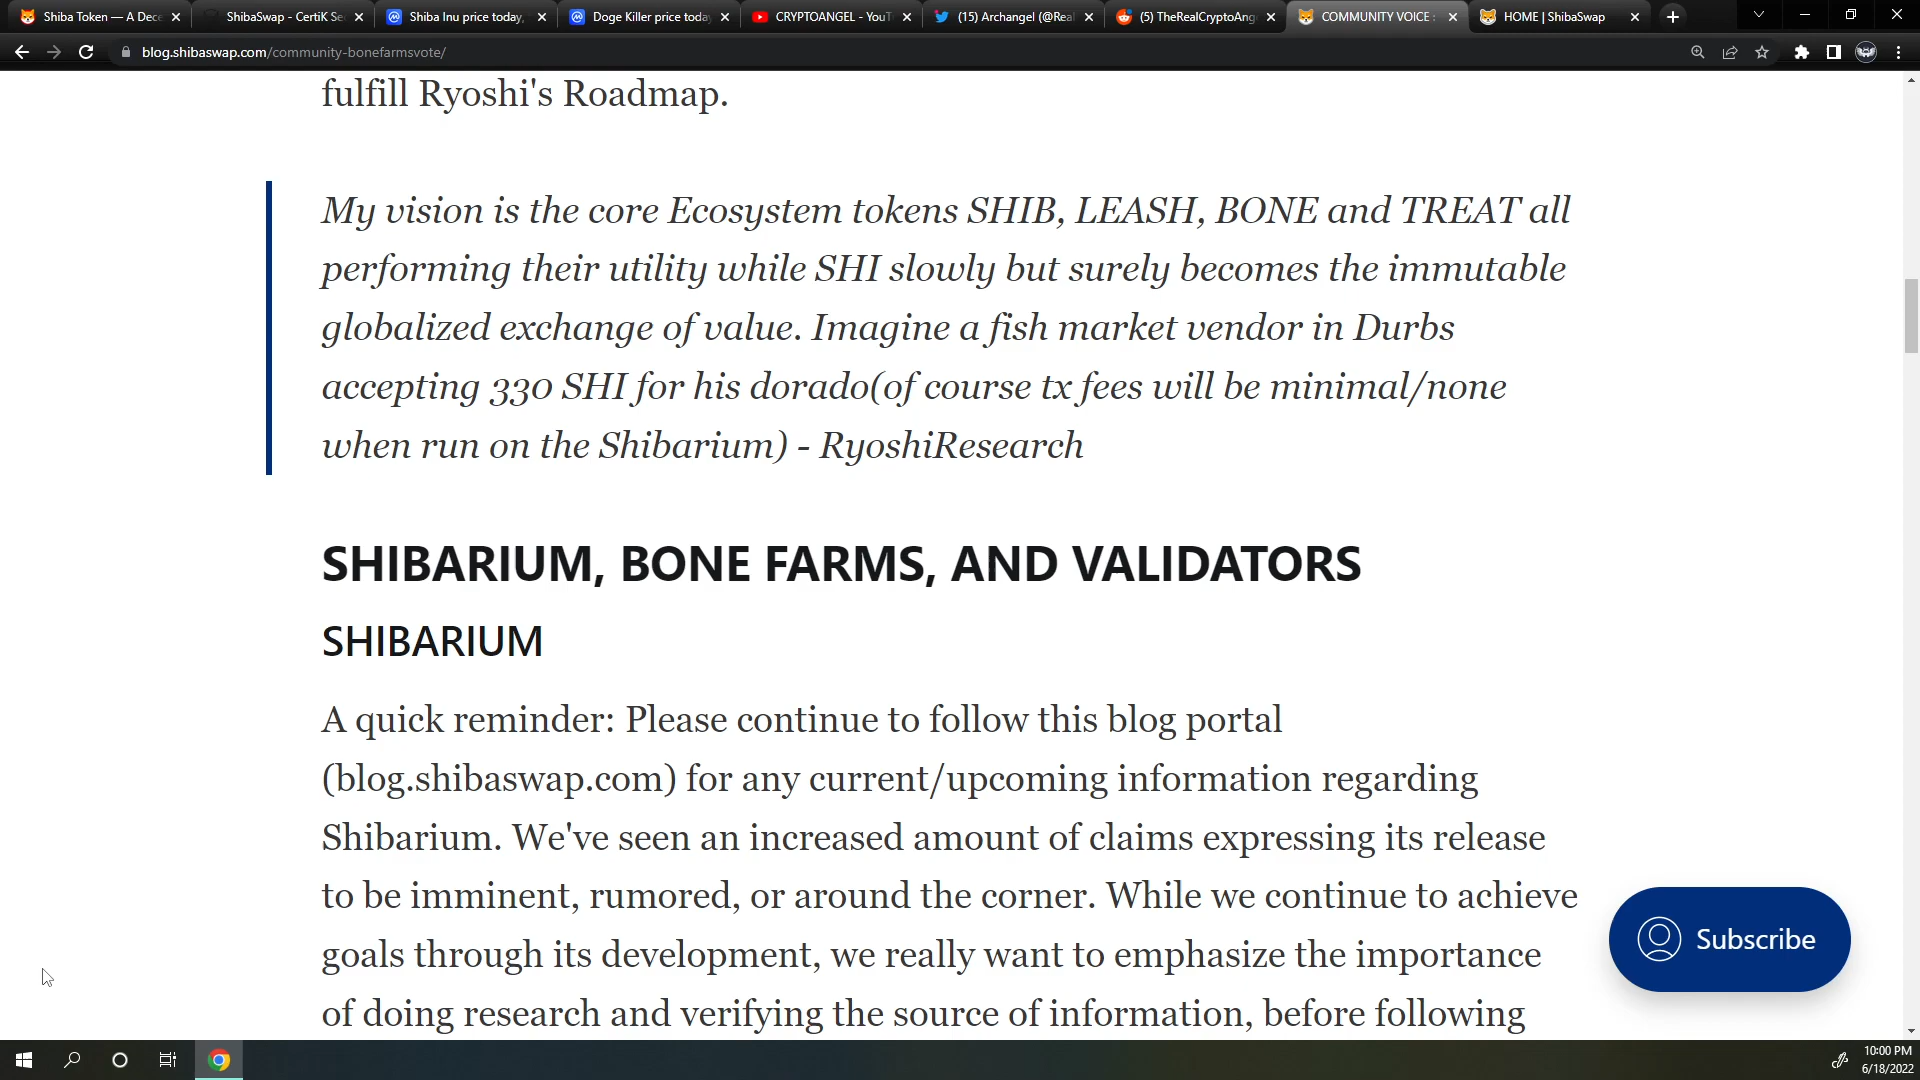 Shiba Token — A Dece
ShibaSwap - CertiK Se
Shiba Inu price today,
Doge Killer price toda
CRYPTOANGEL - YouT
(15) Archangel (@Real
(5) TheRealCryptoAng
COMMUNITY VOICE :
HOME | ShibaSwap
blog.shibaswap.com/community-bonefarmsvote/
fulfill Ryoshi's Roadmap.
My vision is the core Ecosystem tokens SHIB, LEASH, BONE and TREAT all
performing their utility while SHI slowly but surely becomes the immutable
globalized exchange of value. Imagine a fish market vendor in Durbs
accepting 330 SHI for his dorado(of course tx fees will be minimal/none
when run on the Shibarium) - RyoshiResearch
SHIBARIUM, BONE FARMS, AND VALIDATORS
SHIBARIUM
A quick reminder: Please continue to follow this blog portal
(blog.shibaswap.com) for any current/upcoming information regarding
Shibarium. We've seen an increased amount of claims expressing its release
to be imminent, rumored, or around the corner. While we continue to achieve
goals through its development, we really want to emphasize the importance
of doing research and verifying the source of information, before following
Subscribe
10:00 PM
6/18/2022